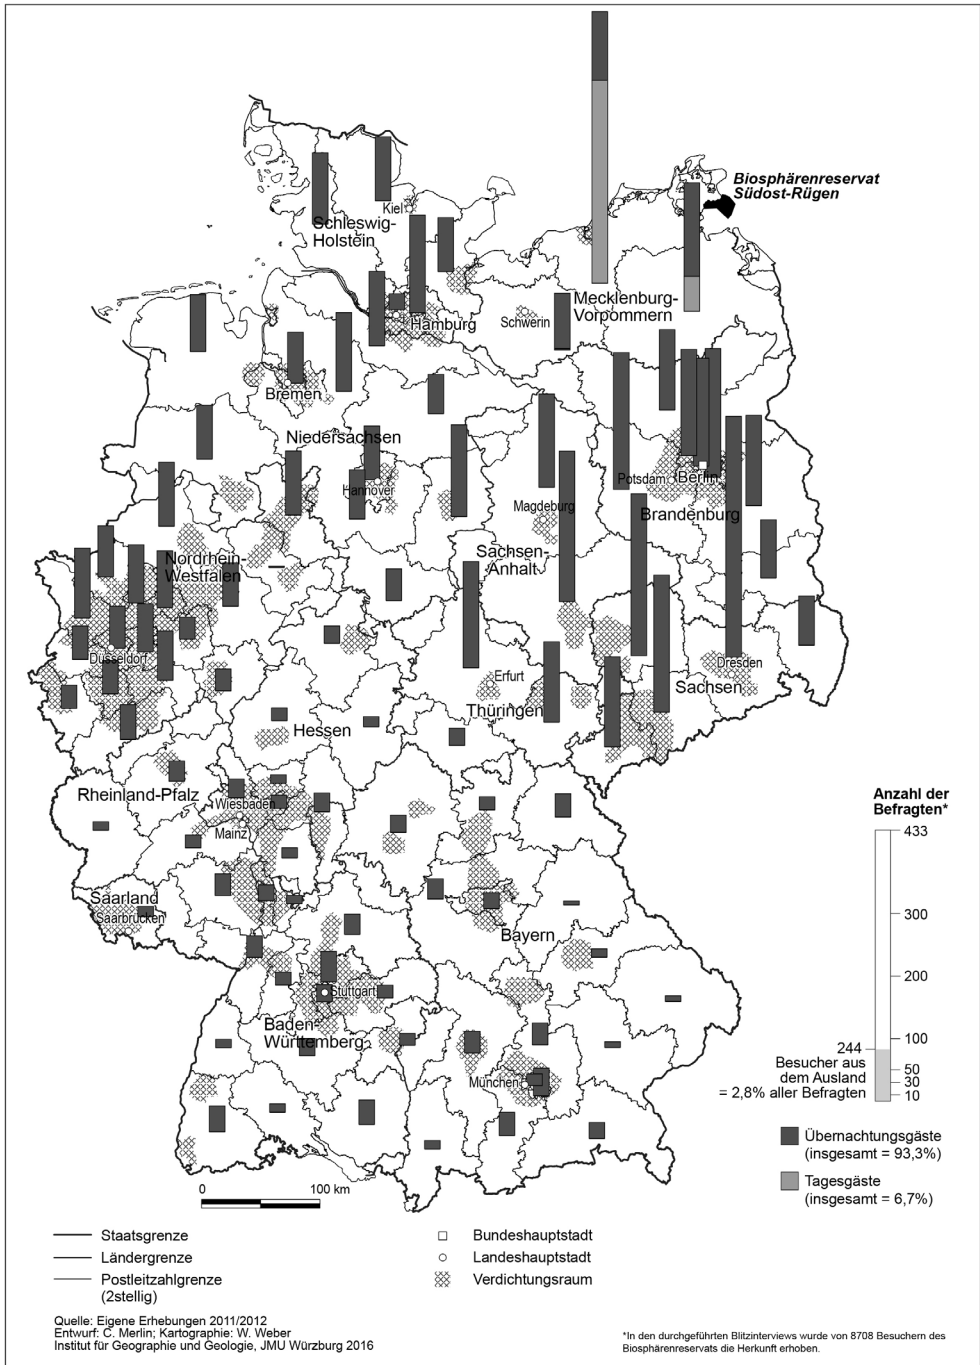 Biosphärenreservat
Südost-Rügen
Kiel
Schleswig-
Holstein
Mecklenburg-
Vorpommern
Schwerin
Hamburg
Bremen
Niedersachsen
Hannover
Potsdam
Berlin
Brandenburg
Magdeburg
Sachsen-
Anhalt
Nordrhein-
Westfalen
Düsseldorf
Dresden
Sachsen
Erfurt
Thüringen
Hessen
Rheinland-Pfalz
Wiesbaden
Mainz
Saarland
Saarbrücken
Bayern
Stuttgart
Baden-
Württemberg
München
Anzahl der
Befragten*
433
300
200
100
50
30
10
244
Besucher aus
dem Ausland
= 2,8% aller Befragten
Übernachtungsgäste
(insgesamt = 93,3%)
Tagesgäste
(insgesamt = 6,7%)
0 100 km
Staatsgrenze
Ländergrenze
Postleitzahlgrenze
(2stellig)
Bundeshauptstadt
Landeshauptstadt
Verdichtungsraum
Quelle: Eigene Erhebungen 2011/2012
Entwurf: C. Merlin; Kartographie: W. Weber
Institut für Geographie und Geologie, JMU Würzburg 2016
*In den durchgeführten Blitzinterviews wurde von 8708 Besuchern des
Biosphärenreservats die Herkunft erhoben.